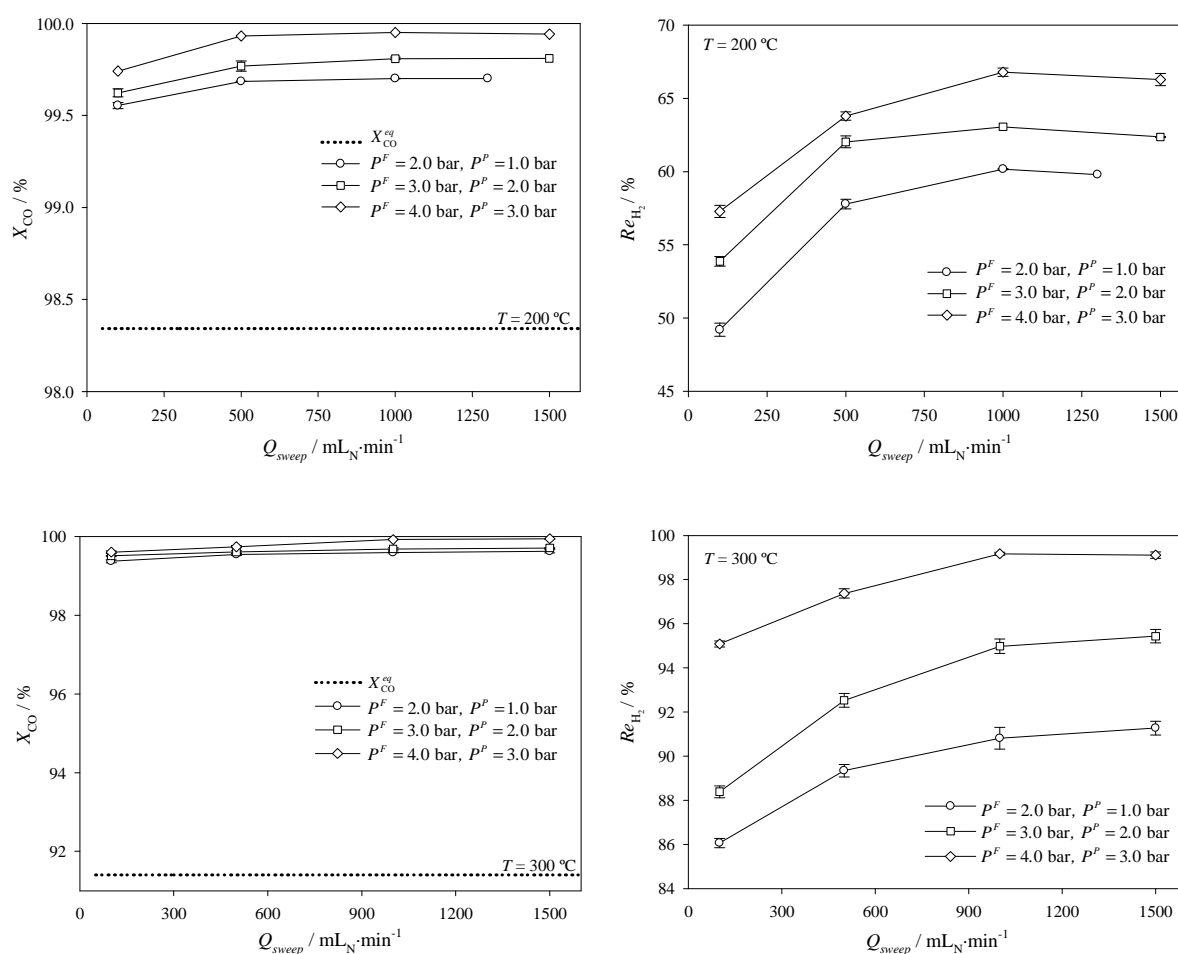 100.0
99.5
99.0
98.5
98.0
X_CO / %
X_CO^eq
P^F = 2.0 bar, P^P = 1.0 bar
P^F = 3.0 bar, P^P = 2.0 bar
P^F = 4.0 bar, P^P = 3.0 bar
T = 200 ºC
0 250 500 750 1000 1250 1500
Q_sweep / mL_N·min^-1
70
65
60
55
50
45
Re_H2 / %
T = 200 ºC
P^F = 2.0 bar, P^P = 1.0 bar
P^F = 3.0 bar, P^P = 2.0 bar
P^F = 4.0 bar, P^P = 3.0 bar
0 250 500 750 1000 1250 1500
Q_sweep / mL_N·min^-1
100
98
96
94
92
X_CO / %
X_CO^eq
P^F = 2.0 bar, P^P = 1.0 bar
P^F = 3.0 bar, P^P = 2.0 bar
P^F = 4.0 bar, P^P = 3.0 bar
T = 300 ºC
0 300 600 900 1200 1500
Q_sweep / mL_N·min^-1
100
98
96
94
92
90
88
86
84
Re_H2 / %
T = 300 ºC
P^F = 2.0 bar, P^P = 1.0 bar
P^F = 3.0 bar, P^P = 2.0 bar
P^F = 4.0 bar, P^P = 3.0 bar
0 300 600 900 1200 1500
Q_sweep / mL_N·min^-1